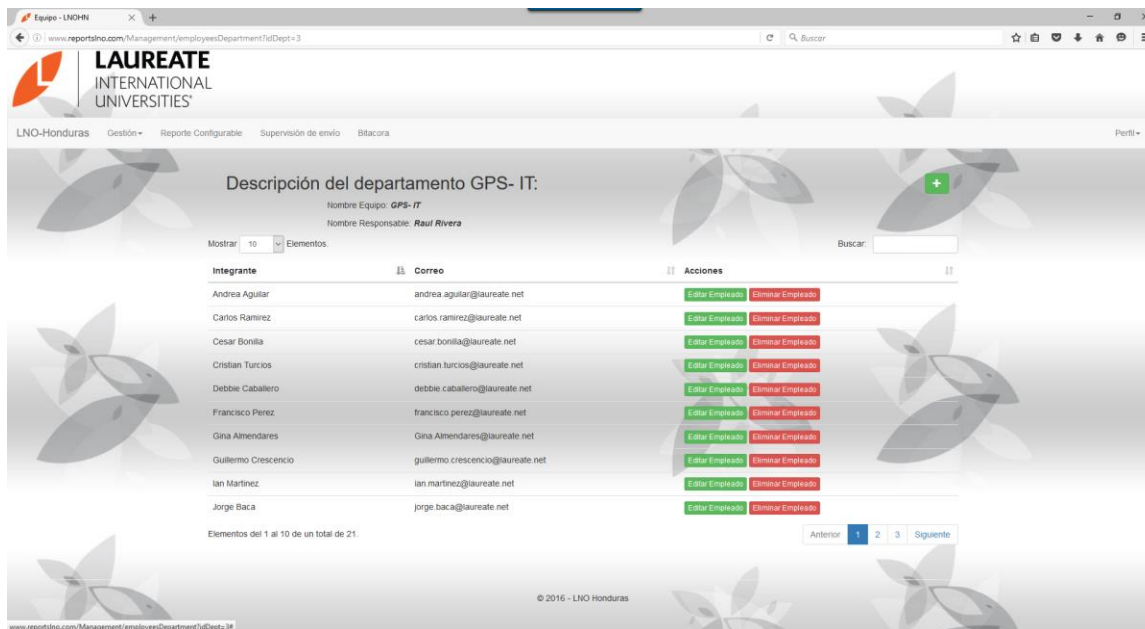 Equipo - LNOHN
www.reportslno.com/Management/employeesDepartment?idDept=3
Buscar
LAUREATE
INTERNATIONAL
UNIVERSITIES®
LNO-Honduras Gestión Reporte Configurable Supervisión de envío Bitacora Perfil
Descripción del departamento GPS- IT:
+
Nombre Equipo: GPS- IT
Nombre Responsable: Raul Rivera
Mostrar 10 Elementos. Buscar:
Integrante Correo Acciones
Andrea Aguilar andrea.aguilar@laureate.net Editar Empleado Eliminar Empleado
Carlos Ramirez carlos.ramirez@laureate.net Editar Empleado Eliminar Empleado
Cesar Bonilla cesar.bonilla@laureate.net Editar Empleado Eliminar Empleado
Cristian Turcios cristian.turcios@laureate.net Editar Empleado Eliminar Empleado
Debbie Caballero debbie.caballero@laureate.net Editar Empleado Eliminar Empleado
Francisco Perez francisco.perez@laureate.net Editar Empleado Eliminar Empleado
Gina Almendares Gina.Almendares@laureate.net Editar Empleado Eliminar Empleado
Guillermo Crescencio guillermo.crescencio@laureate.net Editar Empleado Eliminar Empleado
Ian Martinez ian.martinez@laureate.net Editar Empleado Eliminar Empleado
Jorge Baca jorge.baca@laureate.net Editar Empleado Eliminar Empleado
Elementos del 1 al 10 de un total de 21. Anterior 1 2 3 Siguiente
© 2016 - LNO Honduras
www.reportslno.com/Management/employeesDepartment?idDept=3#